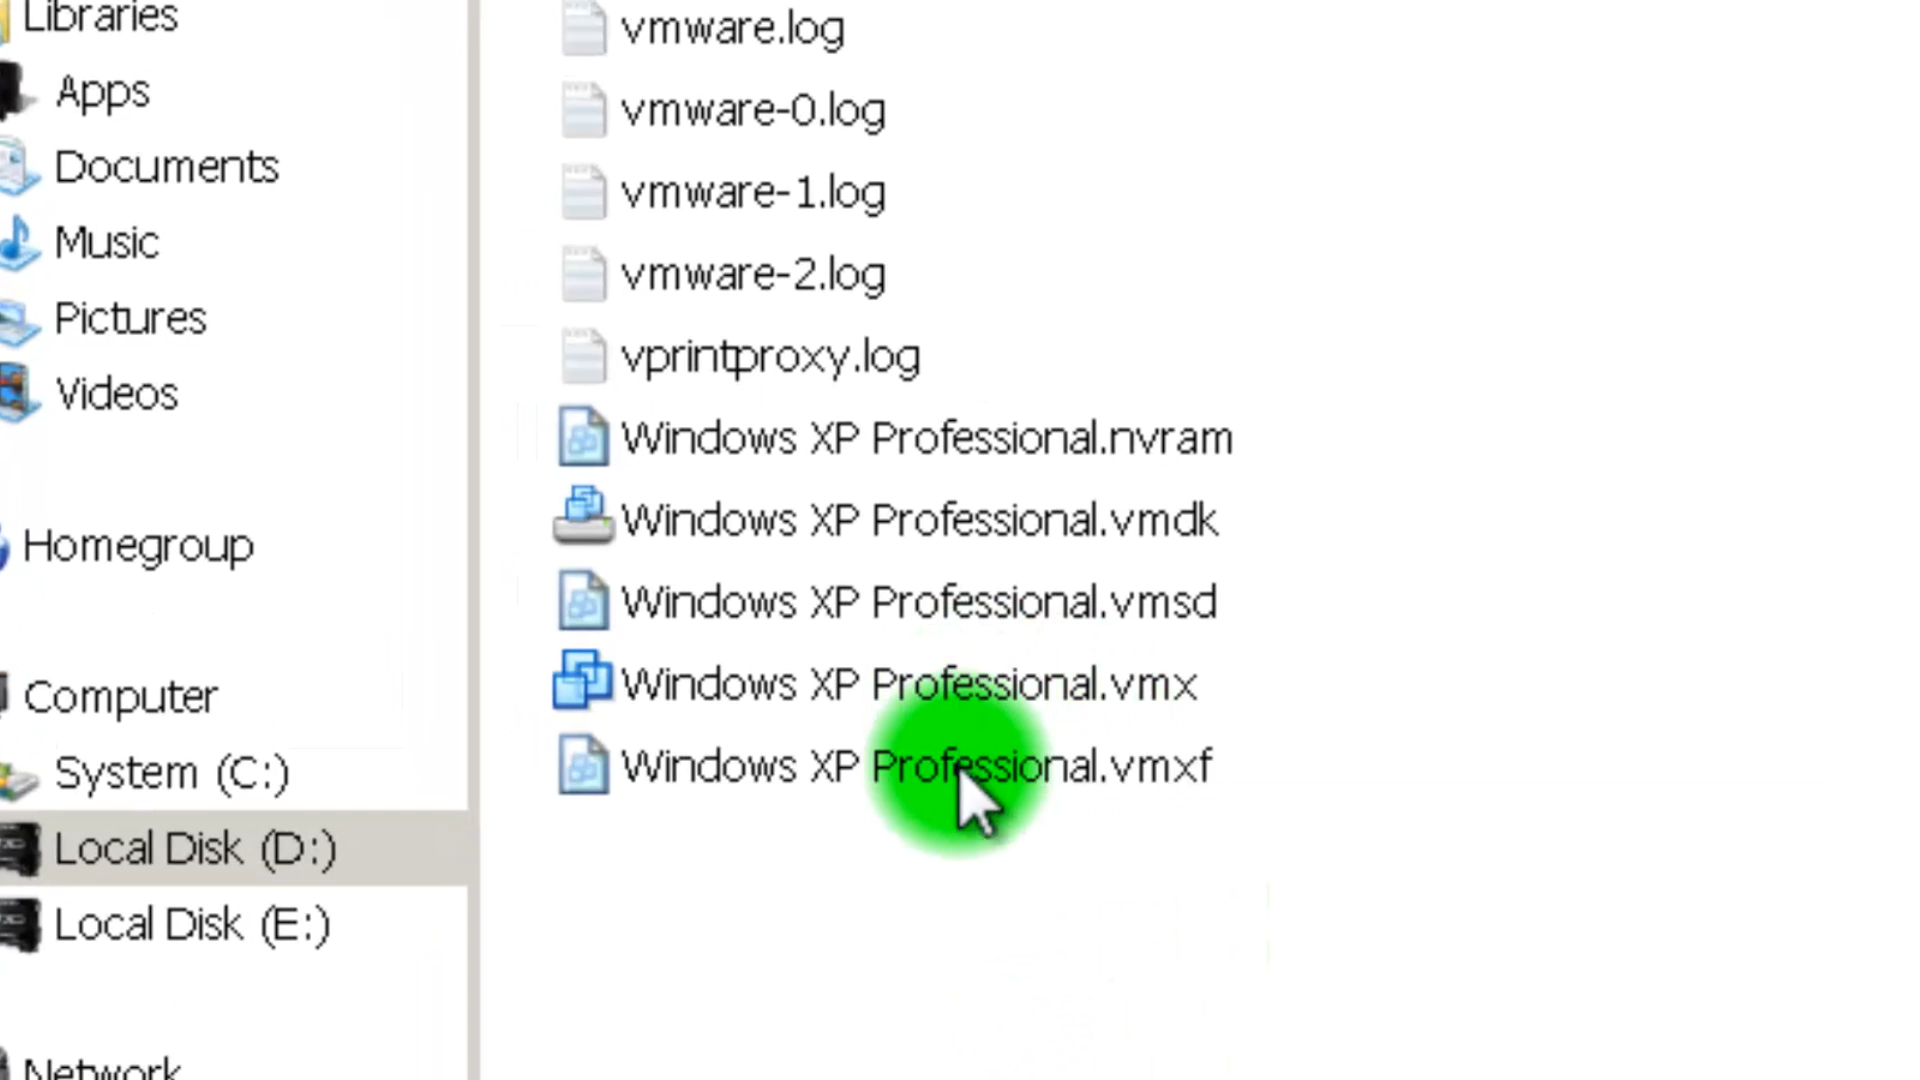 Libraries
Apps
Documents
Music
Pictures
Videos
Homegroup
Computer
System (C:)
Local Disk (D:)
Local Disk (E:)
Network
vmware.log
vmware-0.log
vmware-1.log
vmware-2.log
vprintproxy.log
Windows XP Professional.nvram
Windows XP Professional.vmdk
Windows XP Professional.vmsd
Windows XP Professional.vmx
Windows XP Professional.vmxf